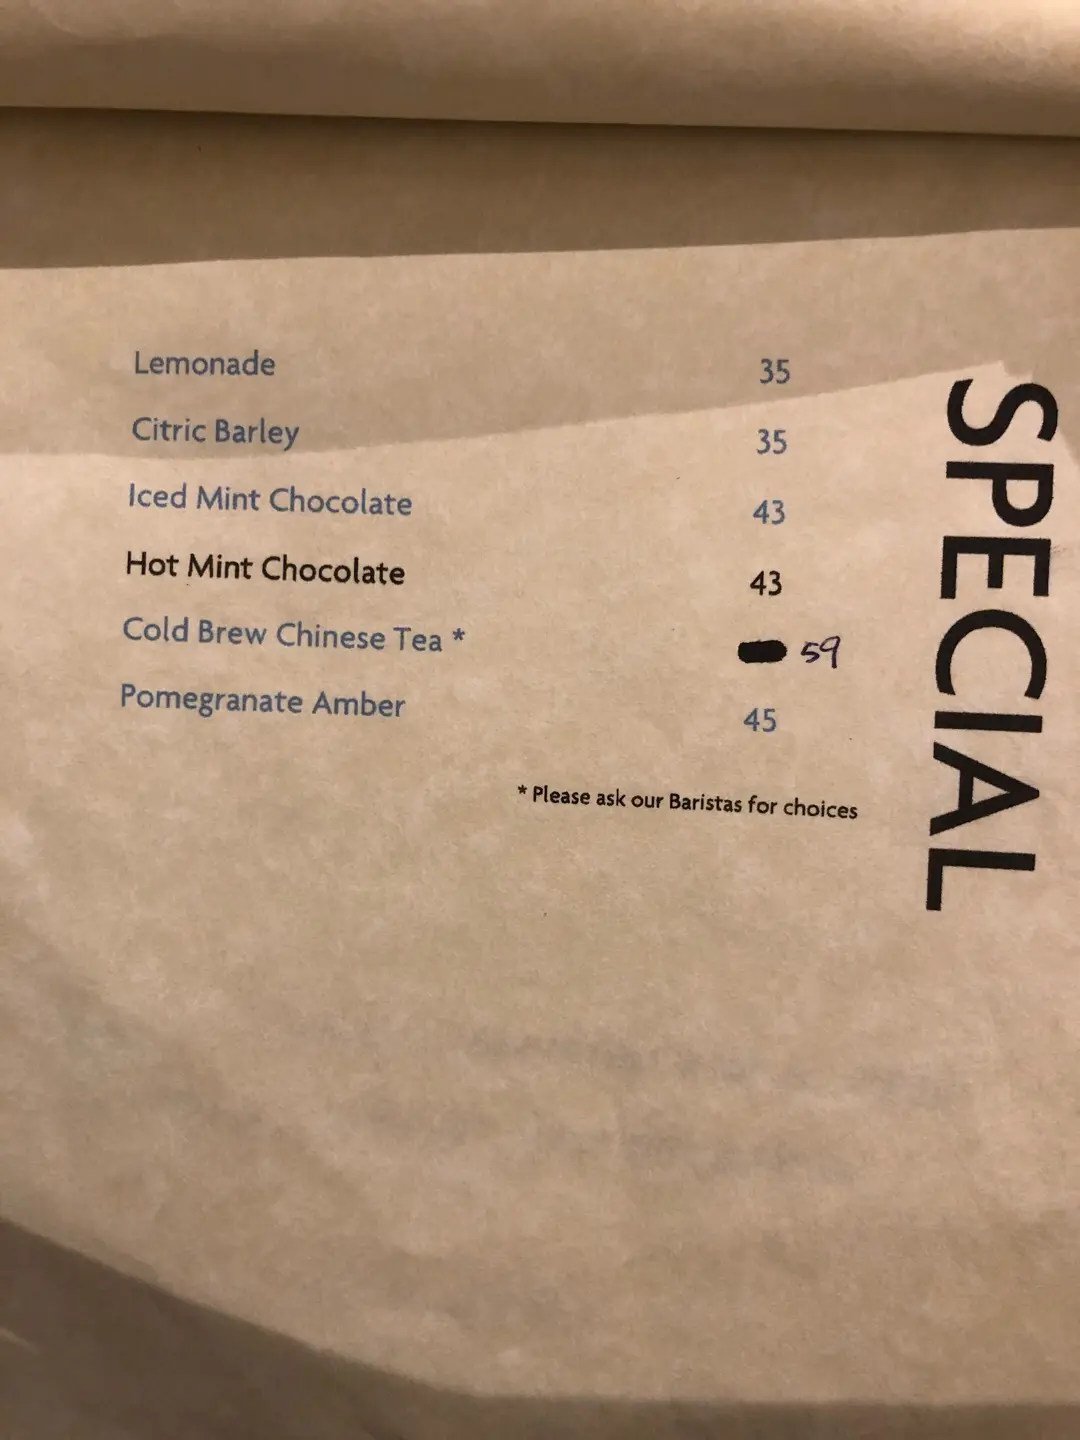 Lemonade 35
Citric Barley 35
Iced Mint Chocolate 43
Hot Mint Chocolate 43
Cold Brew Chinese Tea * 59
Pomegranate Amber 45
* Please ask our Baristas for choices
SPECIAL